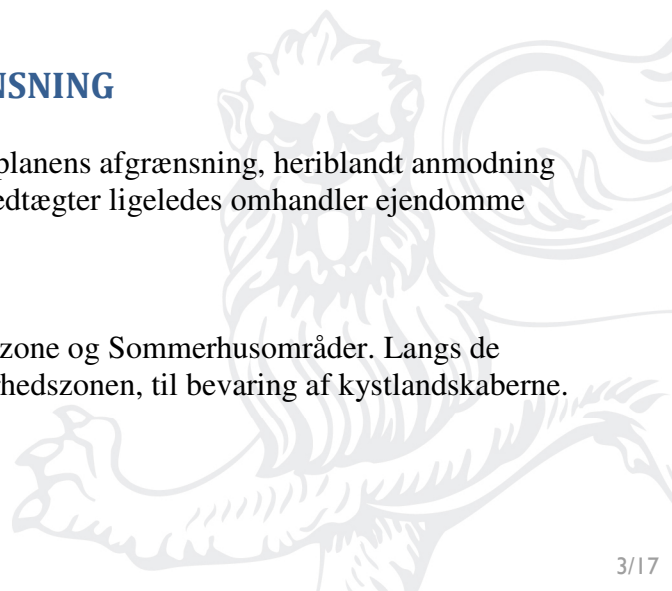 NSNING
planens afgrænsning, heriblandt anmodning
edtægter ligeledes omhandler ejendomme
zone og Sommerhusområder. Langs de
rhedszonen, til bevaring af kystlandskaberne.
3/17